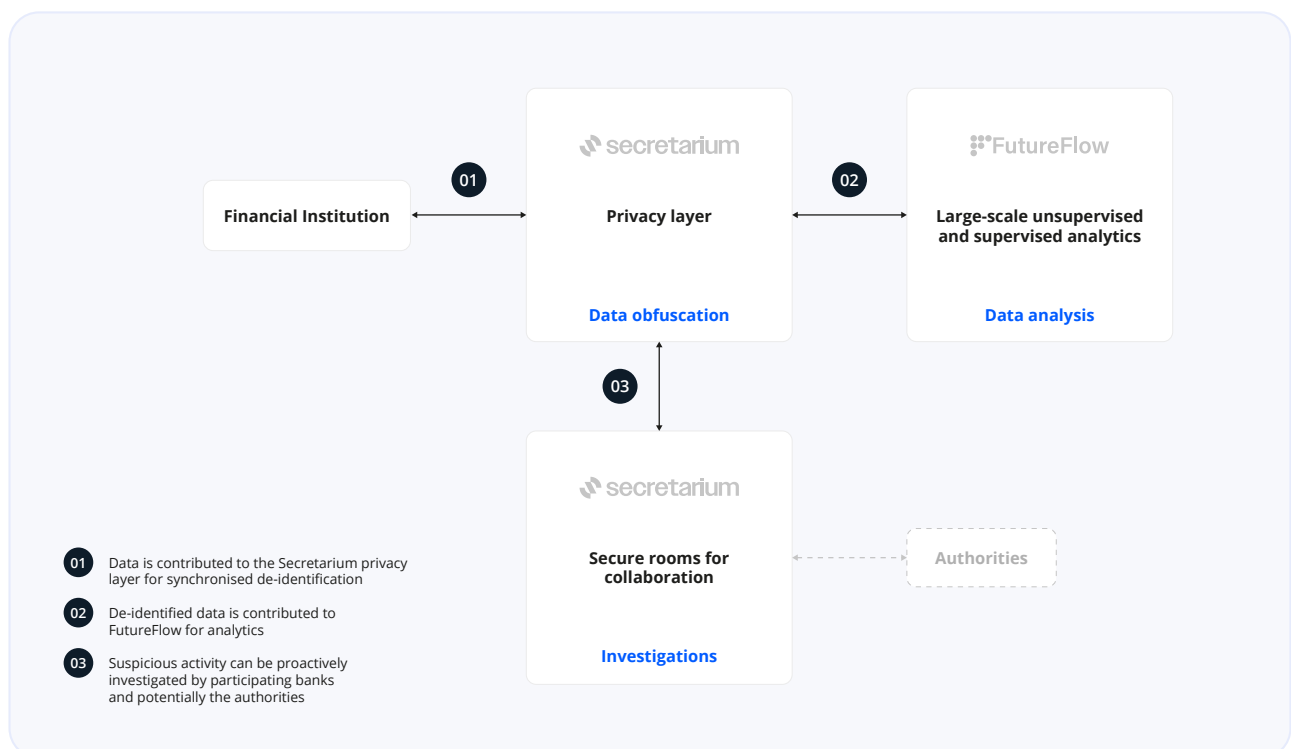 secretarium
FutureFlow
01
02
Financial Institution
Privacy layer
Large-scale unsupervised
and supervised analytics
Data obfuscation
Data analysis
03
secretarium
Secure rooms for
collaboration
Authorities
Investigations
01 Data is contributed to the Secretarium privacy
layer for synchronised de-identification
02 De-identified data is contributed to
FutureFlow for analytics
03 Suspicious activity can be proactively
investigated by participating banks
and potentially the authorities